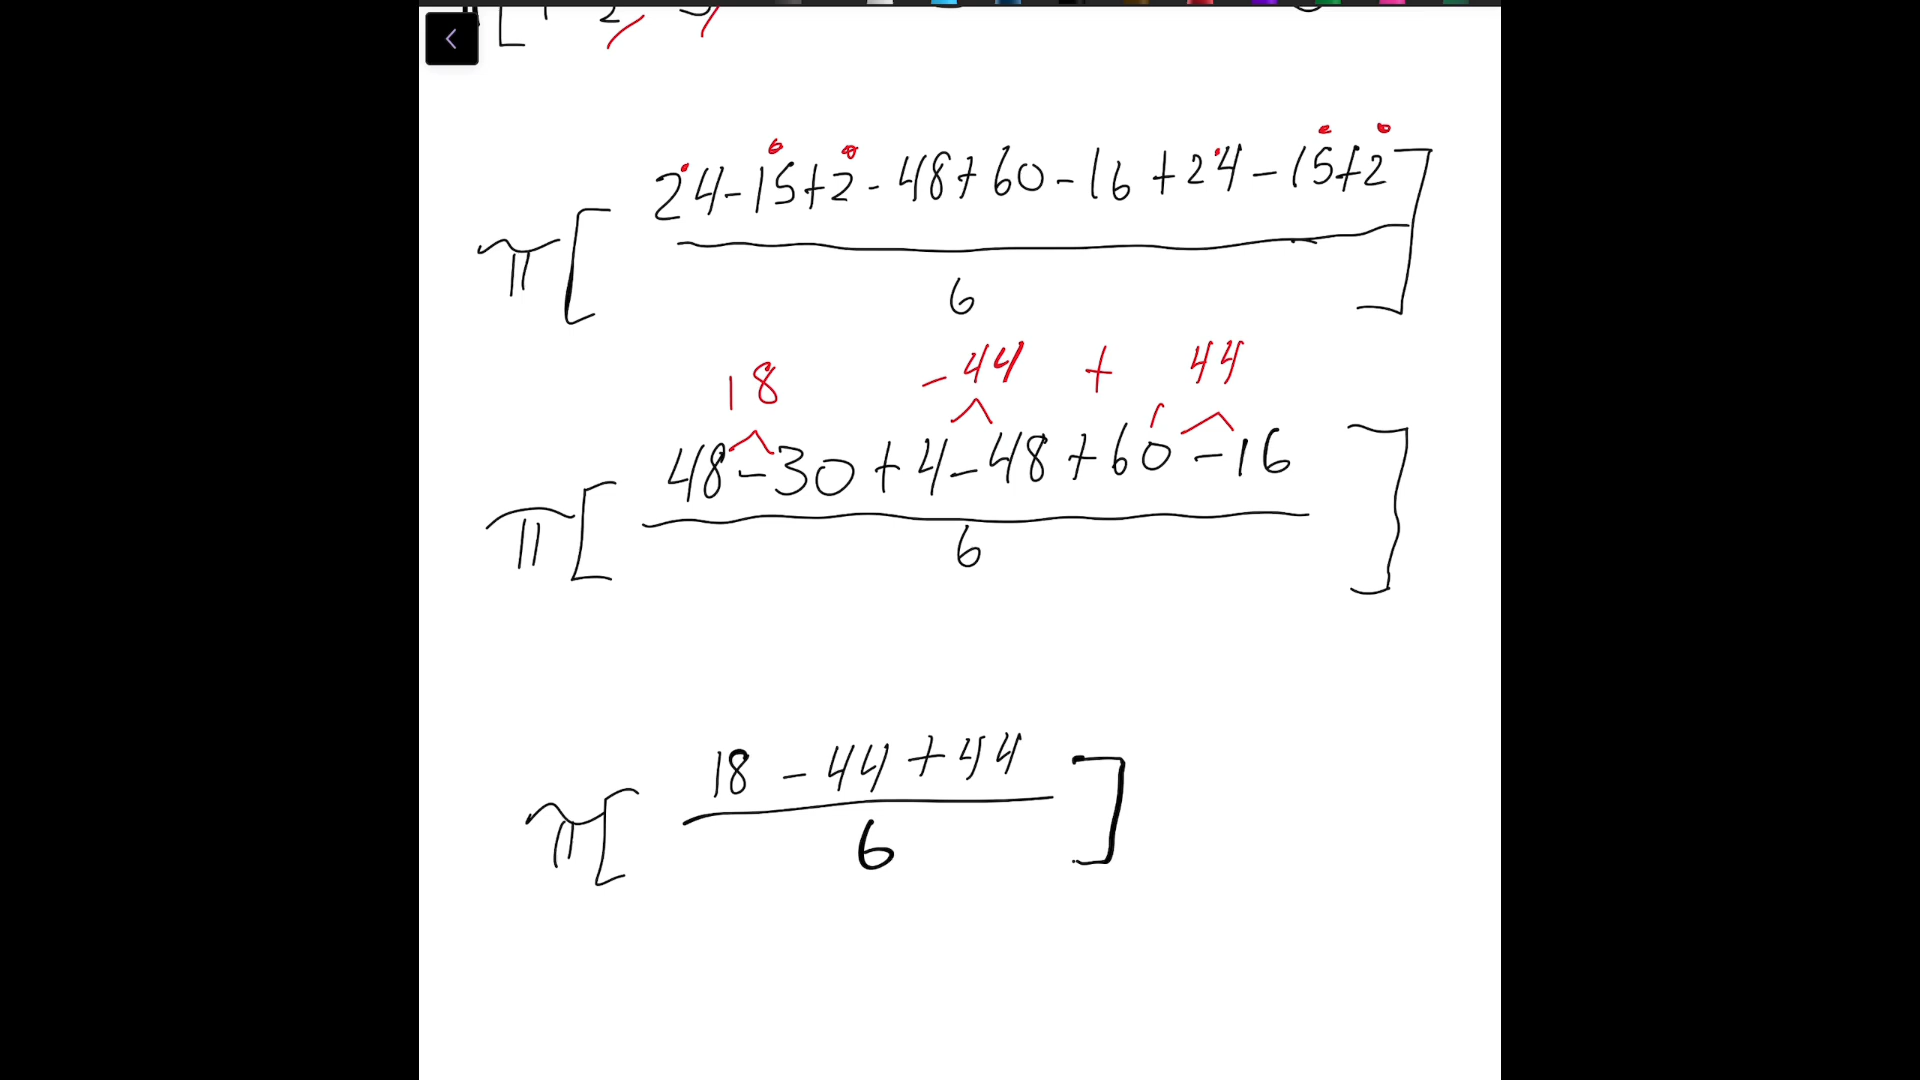 π[ (24-15+2-48+60-16+24-15+2)/6 ]
18 -44 + 44
π[ (48-30+4-48+60-16)/6 ]
π[ (18-44+44)/6 ]